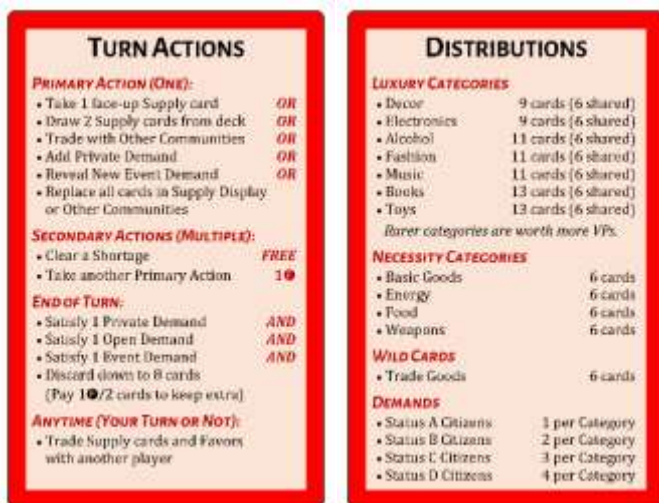 TURN ACTIONS
PRIMARY ACTION (ONE):
• Take 1 face-up Supply card OR
• Draw 2 Supply cards from deck OR
• Trade with Other Communities OR
• Add Private Demand OR
• Reveal New Event Demand OR
• Replace all cards in Supply Display
or Other Communities
SECONDARY ACTIONS (MULTIPLE):
• Clear a Shortage FREE
• Take another Primary Action 1
END OF TURN:
• Satisfy 1 Private Demand AND
• Satisfy 1 Open Demand AND
• Satisfy 1 Event Demand AND
• Discard down to 8 cards
(Pay 1 /2 cards to keep extra)
ANYTIME (YOUR TURN OR NOT):
• Trade Supply cards and Favors
with another player
DISTRIBUTIONS
LUXURY CATEGORIES
• Decor 9 cards (6 shared)
• Electronics 9 cards (6 shared)
• Alcohol 11 cards (6 shared)
• Fashion 11 cards (6 shared)
• Music 11 cards (6 shared)
• Books 13 cards (6 shared)
• Toys 13 cards (6 shared)
Rarer categories are worth more VPs.
NECESSITY CATEGORIES
• Basic Goods 6 cards
• Energy 6 cards
• Food 6 cards
• Weapons 6 cards
WILD CARDS
• Trade Goods 6 cards
DEMANDS
• Status A Citizens 1 per Category
• Status B Citizens 2 per Category
• Status C Citizens 3 per Category
• Status D Citizens 4 per Category